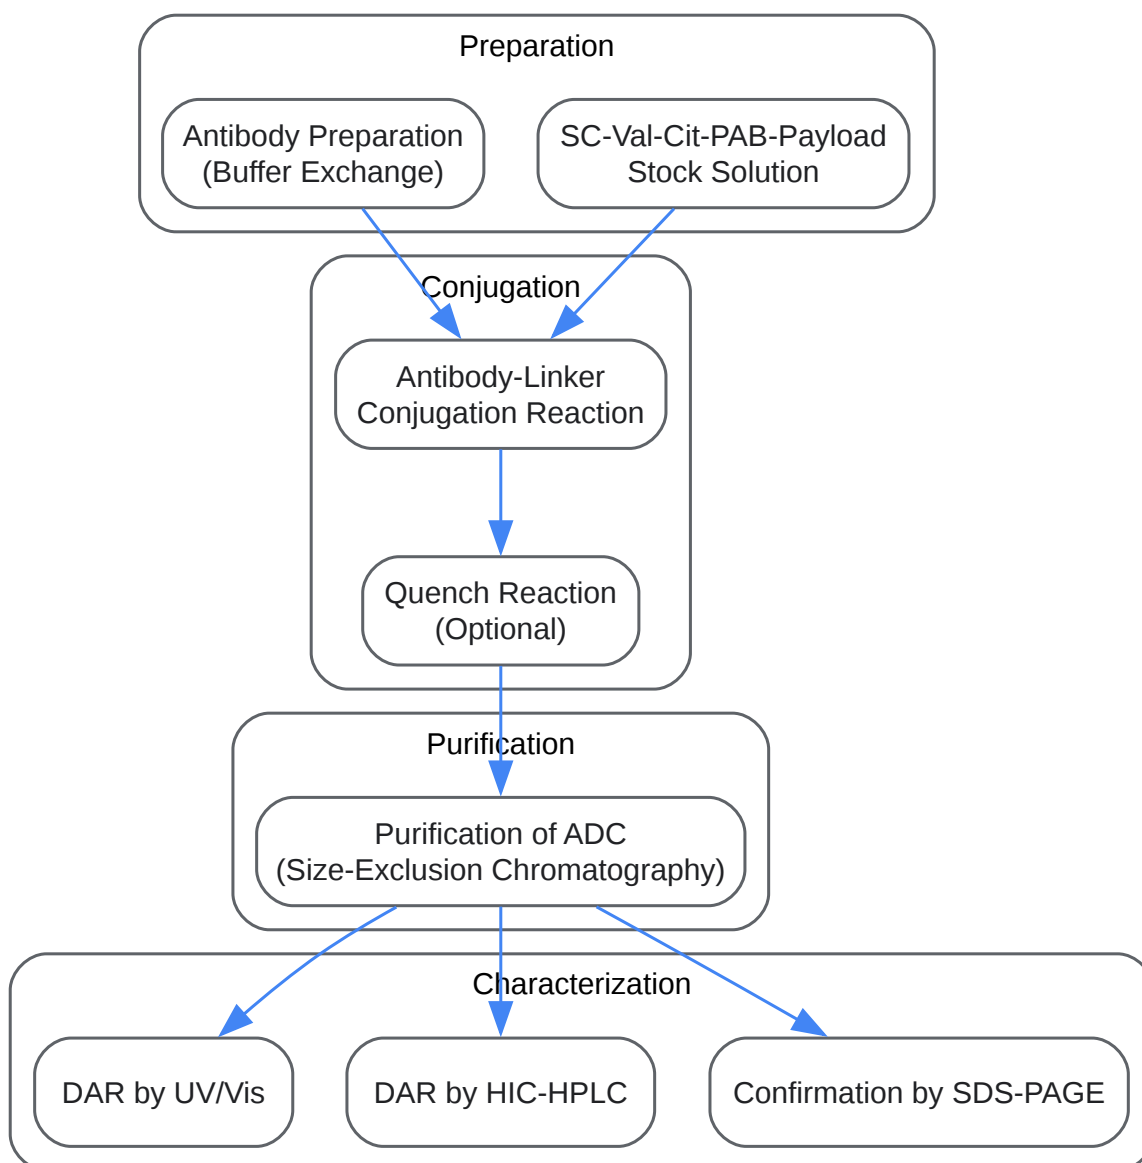 Preparation
Antibody Preparation
(Buffer Exchange)
SC-Val-Cit-PAB-Payload
Stock Solution
Conjugation
Antibody-Linker
Conjugation Reaction
Quench Reaction
(Optional)
Purification
Purification of ADC
(Size-Exclusion Chromatography)
Characterization
DAR by UV/Vis
DAR by HIC-HPLC
Confirmation by SDS-PAGE